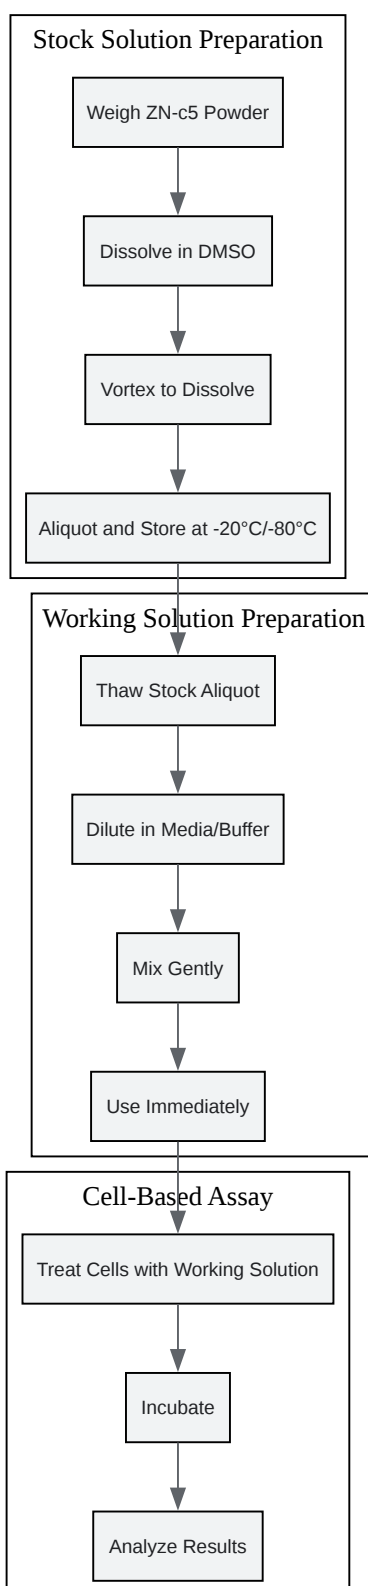 Stock Solution Preparation
Weigh ZN-c5 Powder
Dissolve in DMSO
Vortex to Dissolve
Aliquot and Store at -20°C/-80°C
Working Solution Preparation
Thaw Stock Aliquot
Dilute in Media/Buffer
Mix Gently
Use Immediately
Cell-Based Assay
Treat Cells with Working Solution
Incubate
Analyze Results